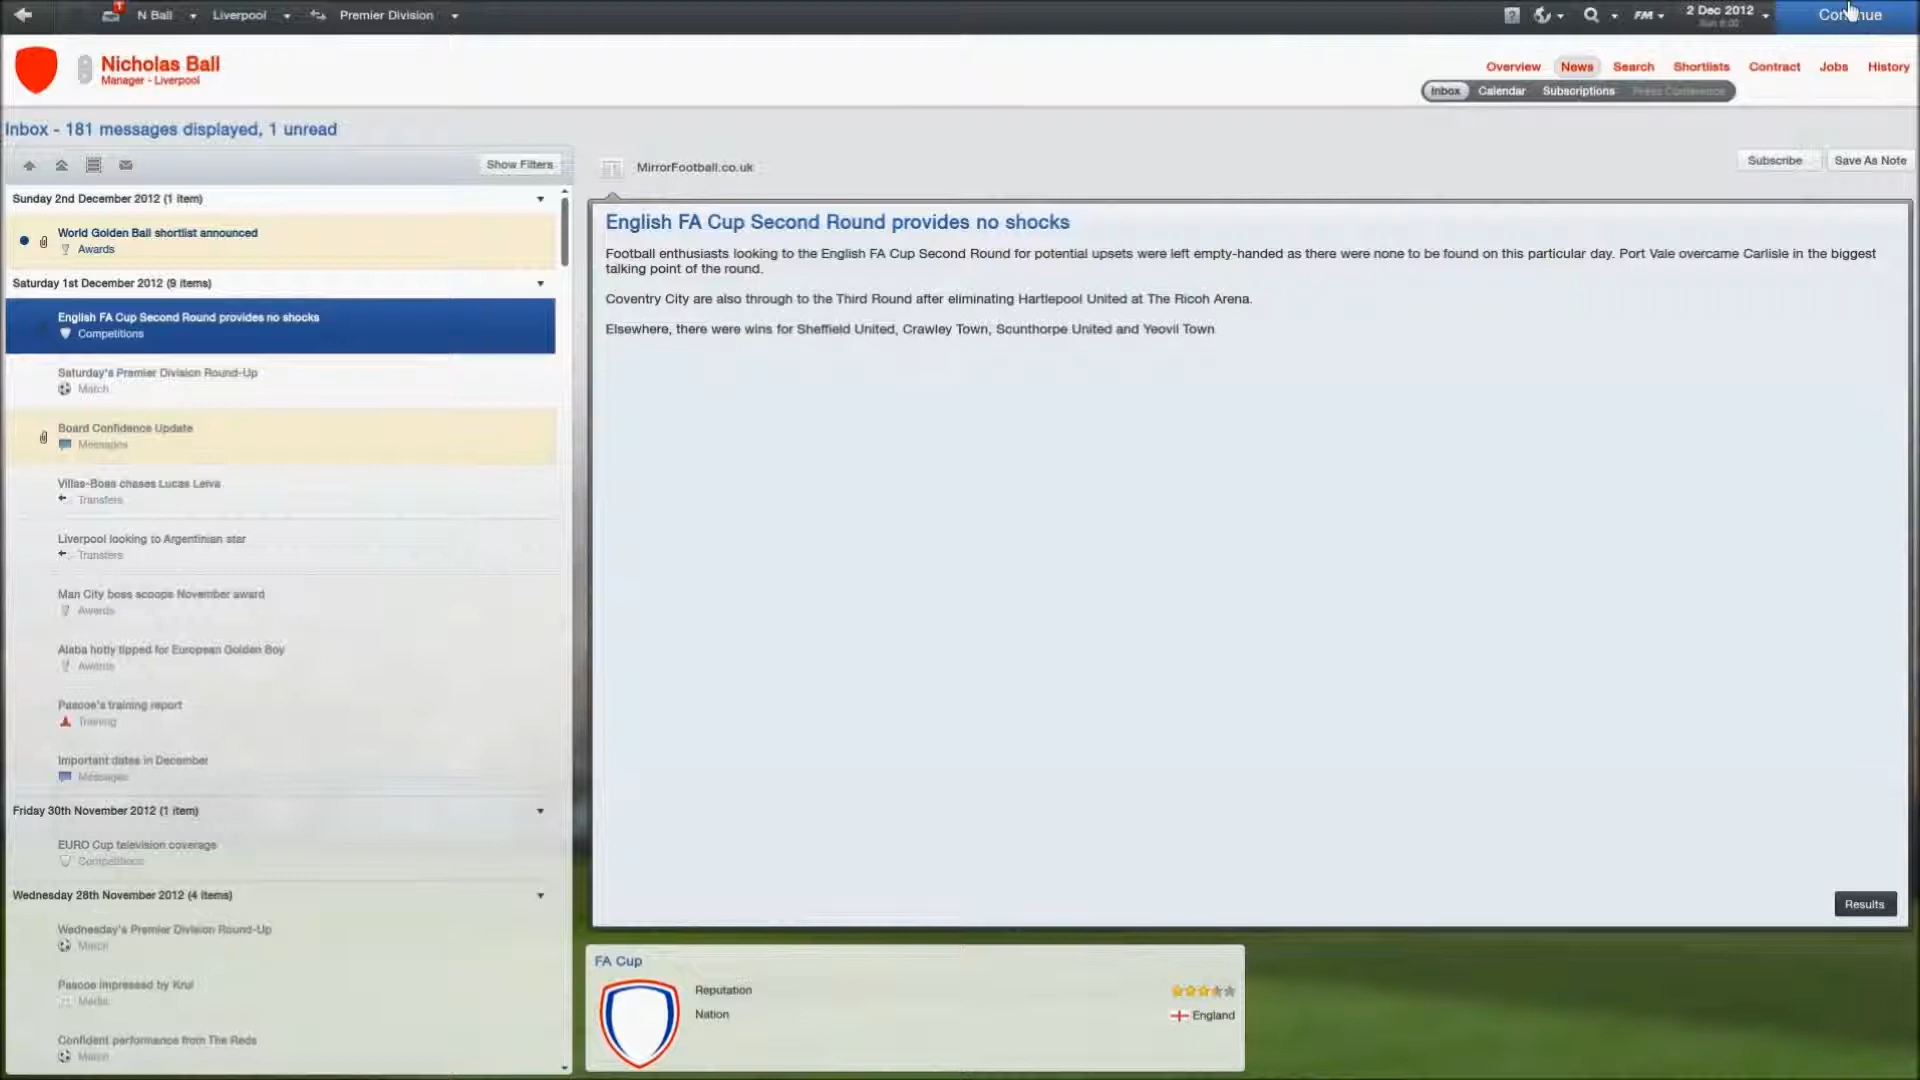 N Ball
Liverpool
Premier Division
FM
2 Dec 2012
Continue
Nicholas Ball
Manager - Liverpool
Overview
News
Search
Shortlists
Contract
Jobs
History
Inbox
Calendar
Subscriptions
Press Conference
Inbox - 181 messages displayed, 1 unread
Show Filters
MirrorFootball.co.uk
Subscribe
Save As Note
Sunday 2nd December 2012 (1 item)
World Golden Ball shortlist announced
Awards
Saturday 1st December 2012 (9 items)
English FA Cup Second Round provides no shocks
Competitions
Saturday's Premier Division Round-Up
Match
Board Confidence Update
Messages
Villas-Boas chases Lucas Leiva
Transfers
Liverpool looking to Argentinian star
Transfers
Man City boss scoops November award
Awards
Alaba hotly tipped for European Golden Boy
Awards
Pascoe's training report
Training
Important dates in December
Messages
Friday 30th November 2012 (1 item)
EURO Cup television coverage
Competitions
Wednesday 28th November 2012 (4 items)
Wednesday's Premier Division Round-Up
Match
Pascoe impressed by Krul
Media
Confident performance from The Reds
Match
English FA Cup Second Round provides no shocks
Football enthusiasts looking to the English FA Cup Second Round for potential upsets were left empty-handed as there were none to be found on this particular day. Port Vale overcame Carlisle in the biggest
talking point of the round.
Coventry City are also through to the Third Round after eliminating Hartlepool United at The Ricoh Arena.
Elsewhere, there were wins for Sheffield United, Crawley Town, Scunthorpe United and Yeovil Town
Results
FA Cup
Reputation
Nation
England